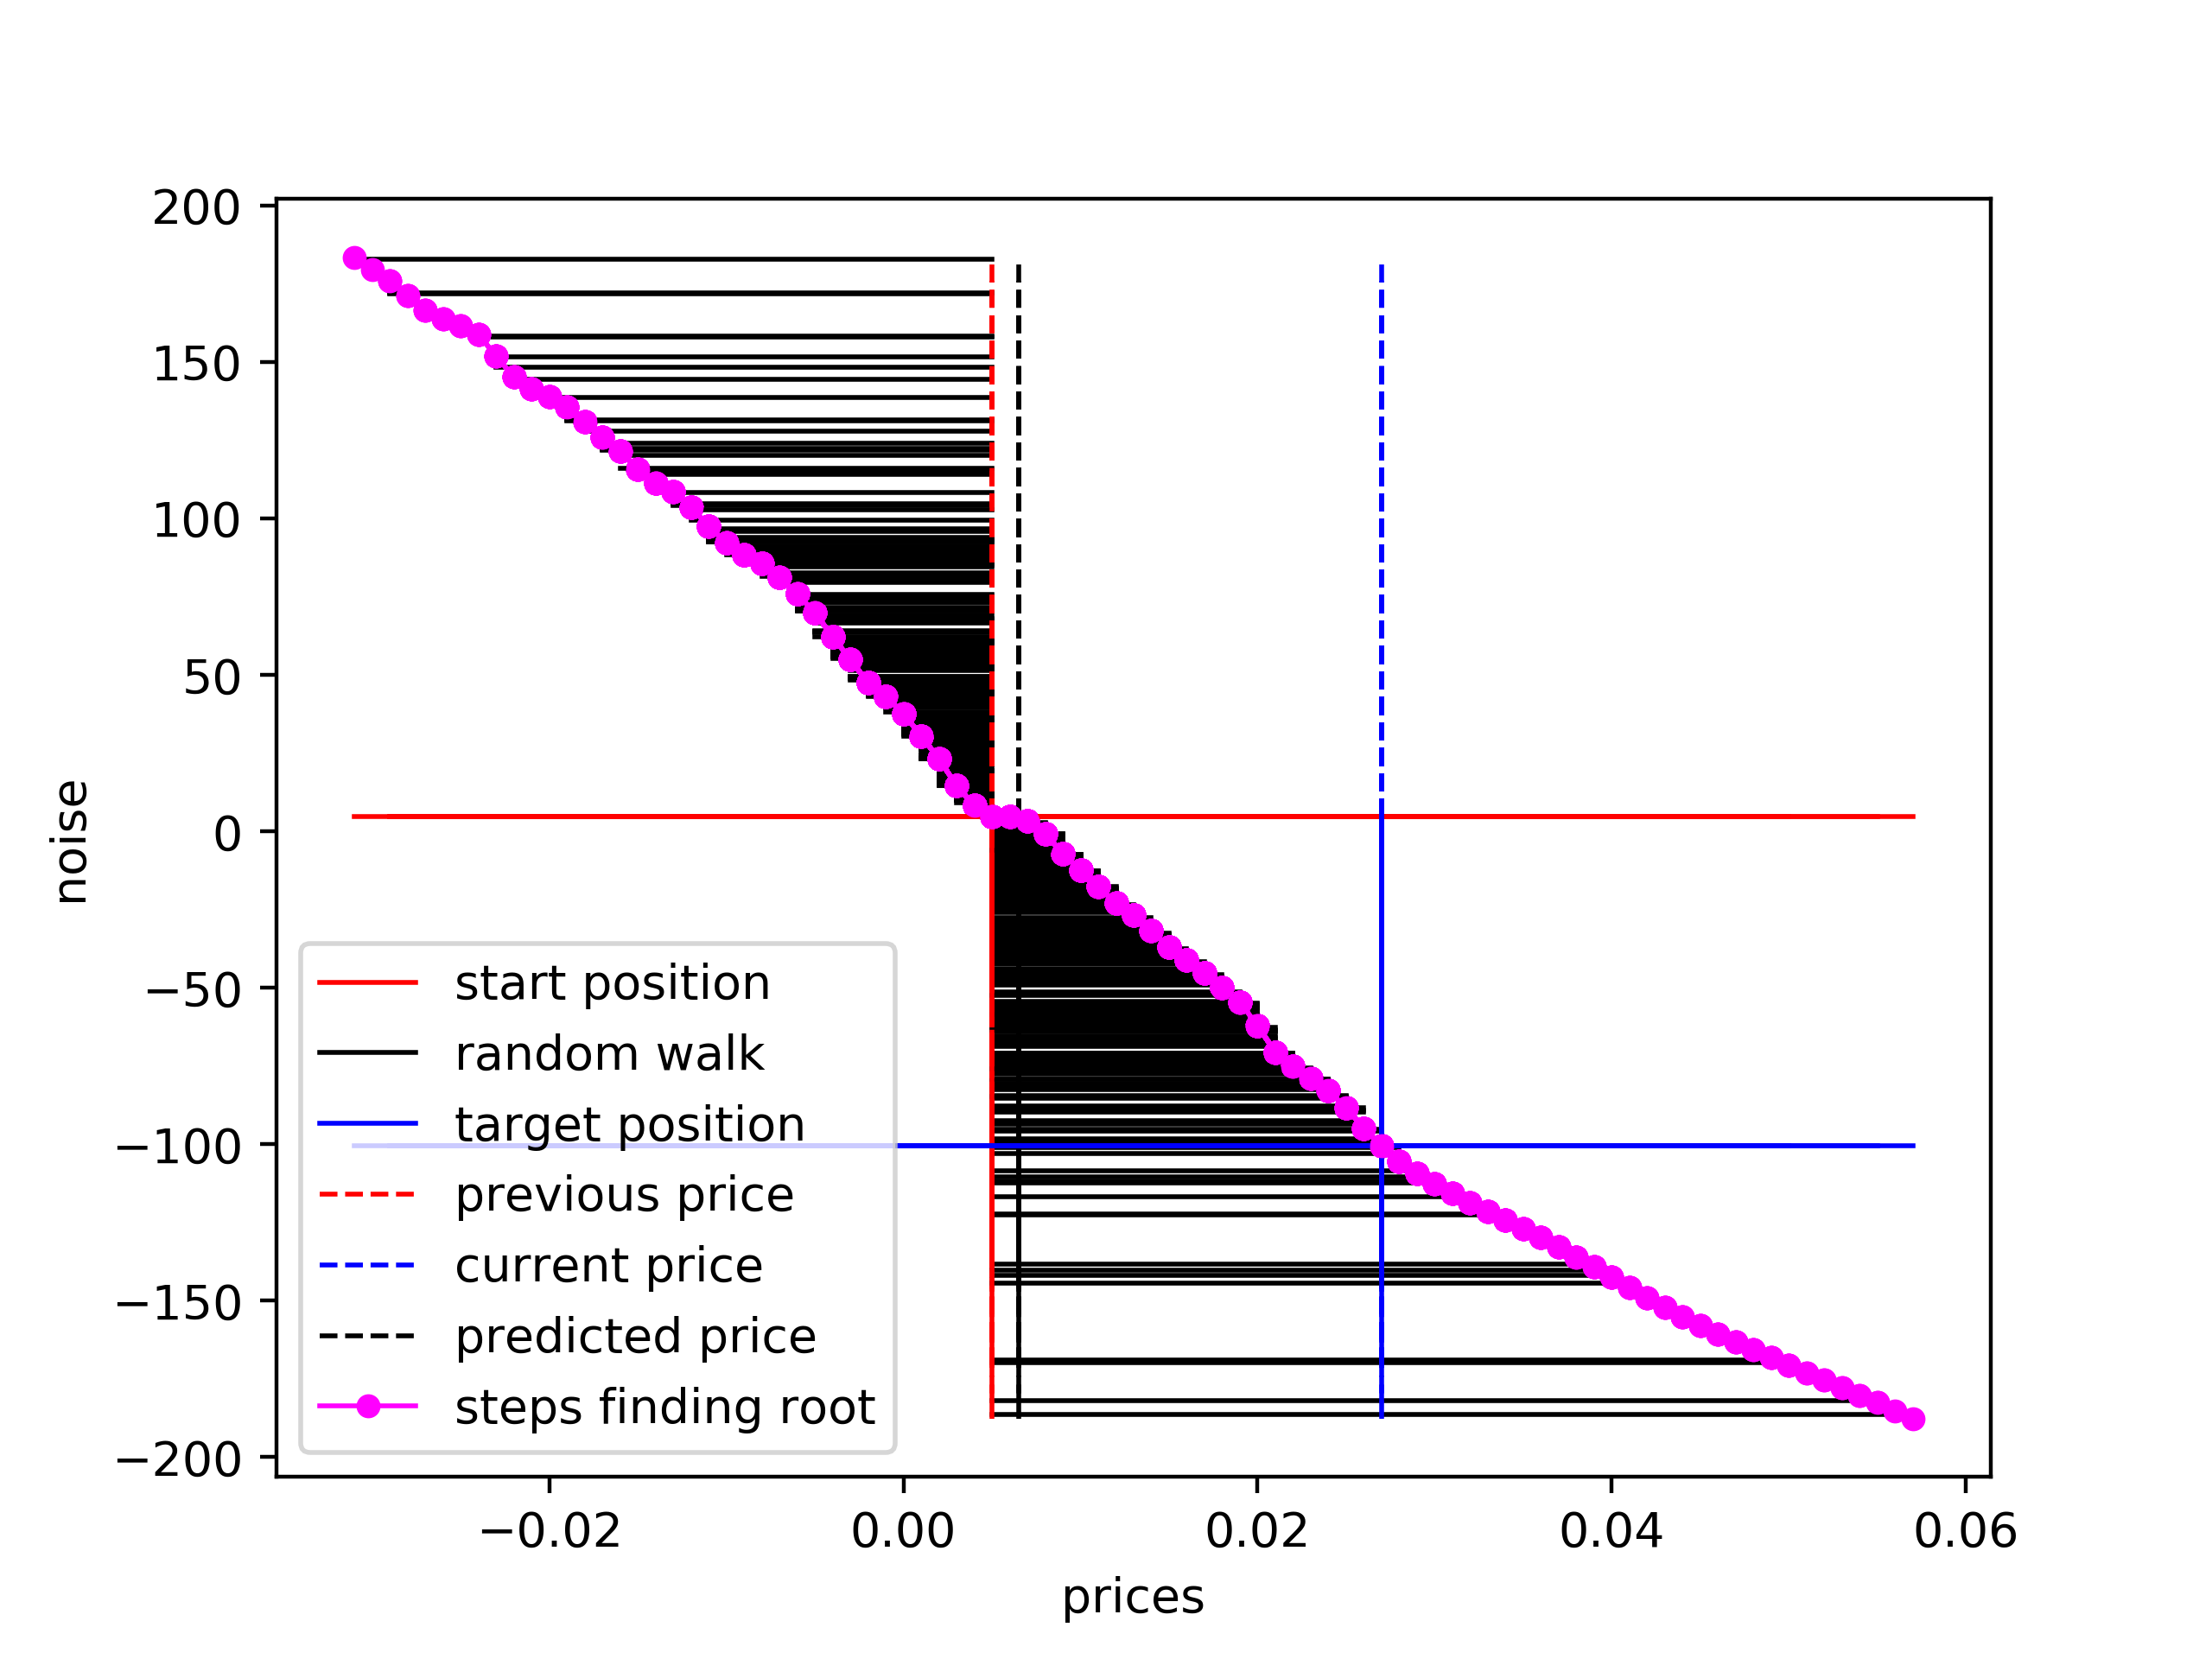 200
150
100
50
0
−50
−100
−150
−200
noise
start position
random walk
target position
previous price
current price
predicted price
steps finding root
−0.02 0.00 0.02 0.04 0.06
prices